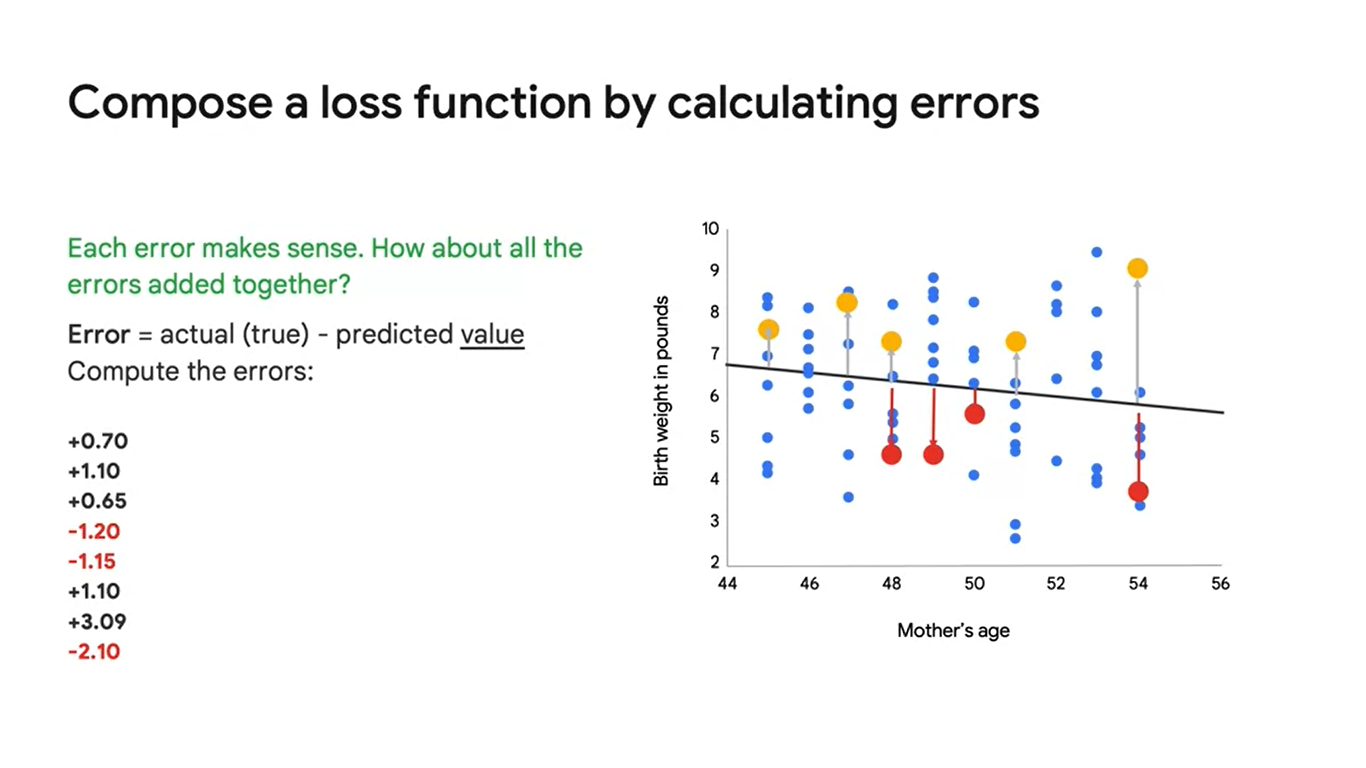 Compose a loss function by calculating errors
Each error makes sense. How about all the
errors added together?
Error = actual (true) - predicted value
Compute the errors:
+0.70
+1.10
+0.65
-1.20
-1.15
+1.10
+3.09
-2.10
Birth weight in pounds
10
9
8
7
6
5
4
3
2
44 46 48 50 52 54 56
Mother's age